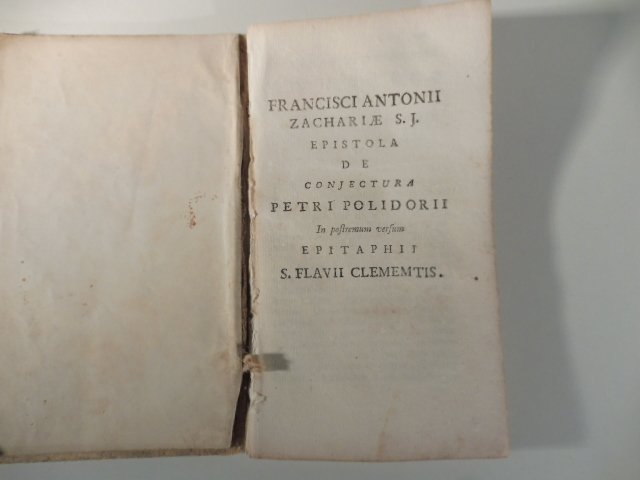 FRANCISCI ANTONII
ZACHARIÆ S. J.
EPISTOLA
DE
CONJECTURA
PETRI POLIDORII
In poſtremum verſum
EPITAPHII
S. FLAVII CLEMEMTIS.